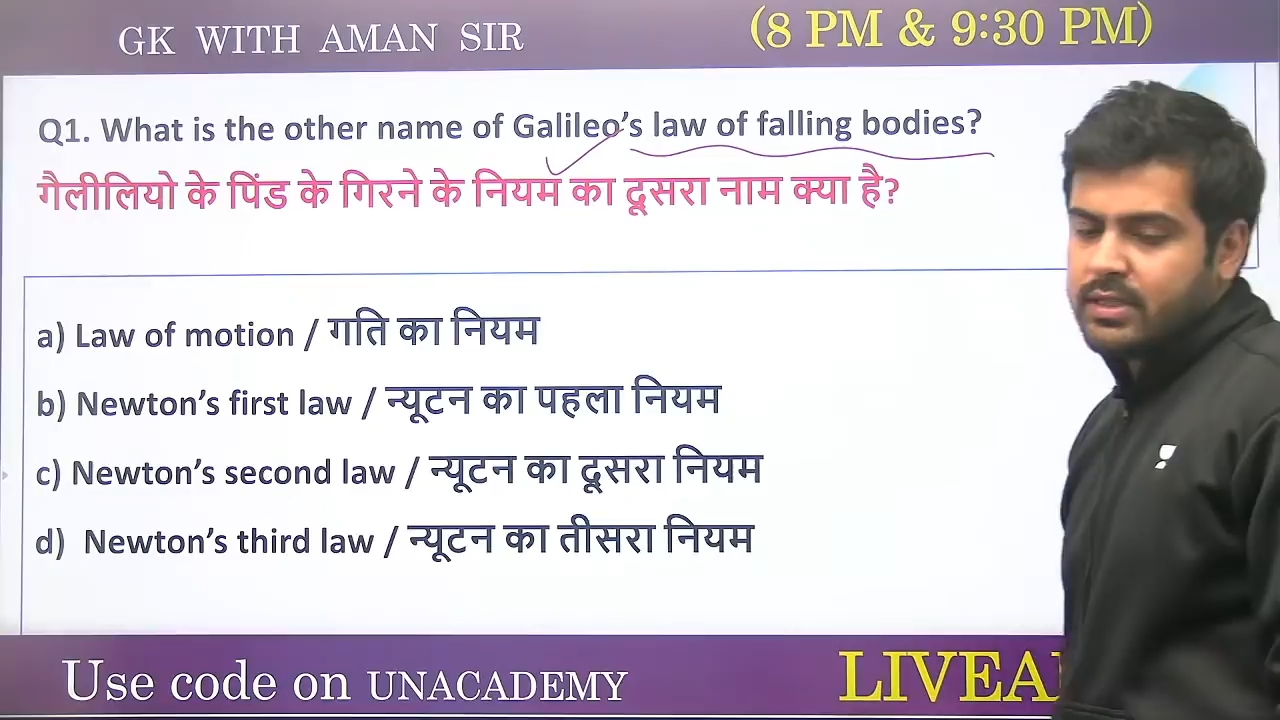 GK WITH AMAN SIR
(8 PM & 9:30 PM)
Q1. What is the other name of Galileo's law of falling bodies?
गैलीलियो के पिंड के गिरने के नियम का दूसरा नाम क्या है?
a) Law of motion / गति का नियम
b) Newton's first law / न्यूटन का पहला नियम
c) Newton's second law / न्यूटन का दूसरा नियम
d) Newton's third law / न्यूटन का तीसरा नियम
Use code on UNACADEMY